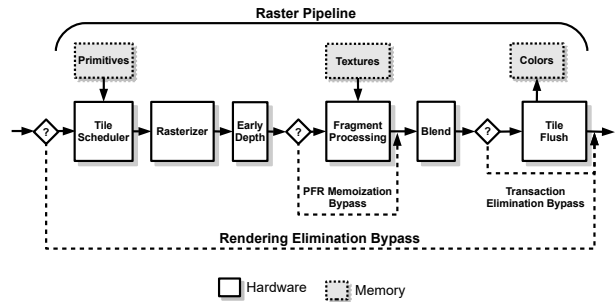 Raster Pipeline
Primitives
Textures
Colors
?
Tile
Scheduler
Rasterizer
Early
Depth
?
Fragment
Processing
Blend
?
Tile
Flush
PFR Memoization
Bypass
Transaction
Elimination Bypass
Rendering Elimination Bypass
Hardware
Memory